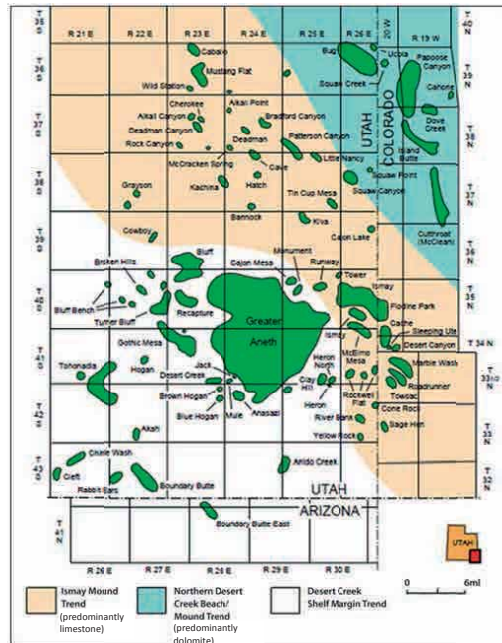 R 21 E
R 22 E
R 23 E
R 24 E
R 25 E
R 26 E
20 W
R 19 W
T
35
S
T
40
N
Cabalo
Mustang Flat
Wild Station
Bug
Squan Creek
Ucola
Papoose
Canyon
Cahone
T
36
S
T
39
N
Cherokee
Alkali Point
Alkali Canyon
Bradford Canyon
Deadman Canyon
Deadman
Patterson Canyon
Rock Canyon
McCracken Spring
Cave
Little Nancy
Dove
Creek
Island
Butte
UTAH
COLORADO
T
37
S
T
38
N
Grayson
Kachina
Hatch
Squaw Point
Squaw Canyon
Tin Cup Mesa
Bannock
Kiva
Cajon Lake
Cutthroat
(McClean)
T
38
S
T
37
N
Cowboy
T
39
S
T
36
N
Broken Hills
Bluff
Monument
Cajon Mesa
Runway
Tower
Ismay
Bluff Bench
Turner Bluff
Recapture
Greater
Aneth
Flodine Park
T
40
S
T
35
N
Cache
Sleeping Ute
Desert Canyon
Ismay
McElmo
Mesa
T 34 N
Gothic Mesa
Hogan
Tohonadla
Jack
Desert Creek
Brown Hogan
Blue Hogan
Mule
Anasazi
Heron
North
Clay
Hill
Heron
Rockwell
Flat
Marble Wash
Roadrunner
Towoac
Cone Rock
T
41
S
River Bank
Yellow Rock
Sage Hen
T
42
S
T
33
N
Akah
Chinle Wash
Cleft
Rabbit Ears
Boundary Butte
Anido Creek
T
43
S
T
32
N
UTAH
ARIZONA
Boundary Butte East
T
41
N
R 26 E
R 27 E
R 28 E
R 29 E
R 30 E
UTAH
0
6mi
Ismay Mound
Trend
(predominantly
limestone)
Northern Desert
Creek Beach/
Mound Trend
(predominantly
dolomite)
Desert Creek
Shelf Margin Trend